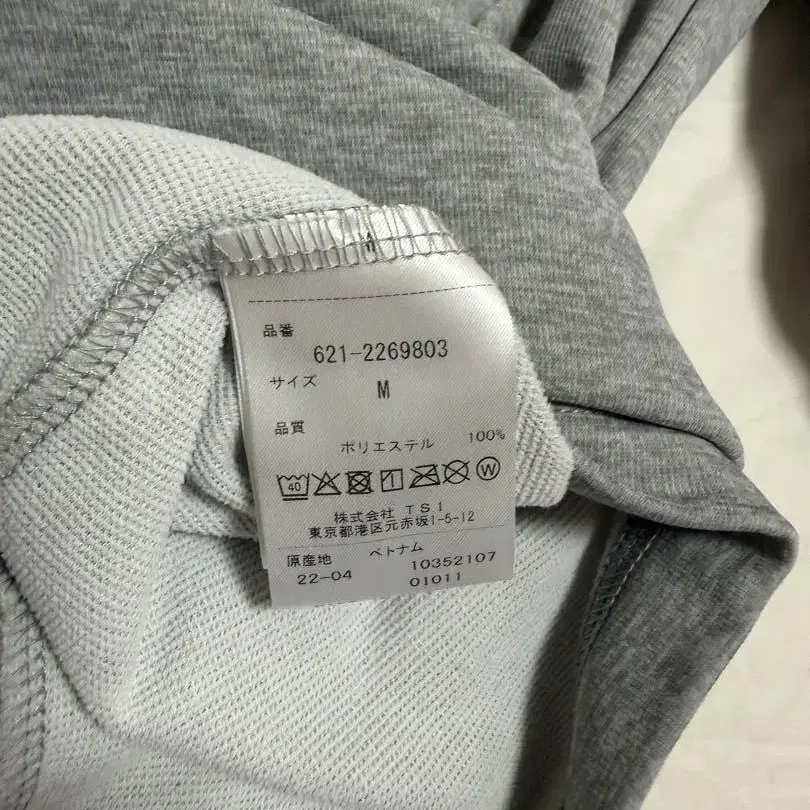 品番
621-2269803
サイズ
M
品質
ポリエステル 100%
40 W
株式会社 TSI
東京都港区元赤坂1-5-12
原産地 ベトナム
22-04 10352107
01011